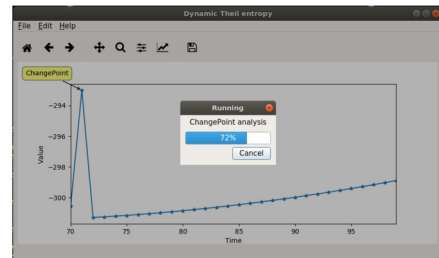 Dynamic Theil entropy
File Edit Help
ChangePoint
Running
ChangePoint analysis
72%
Cancel
−294
−296
−298
−300
Value
70 75 80 85 90 95
Time